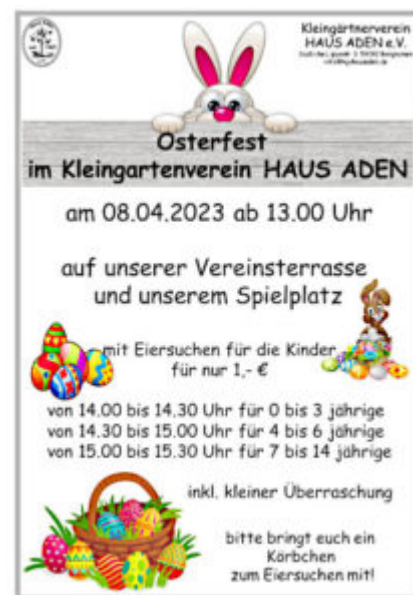 Kleingärtnerverein
HAUS ADEN e.V.
Osterfest
im Kleingartenverein HAUS ADEN
am 08.04.2023 ab 13.00 Uhr
auf unserer Vereinsterrasse
und unserem Spielplatz
mit Eiersuchen für die Kinder
für nur 1,- €
von 14.00 bis 14.30 Uhr für 0 bis 3 jährige
von 14.30 bis 15.00 Uhr für 4 bis 6 jährige
von 15.00 bis 15.30 Uhr für 7 bis 14 jährige
inkl. kleiner Überraschung
bitte bringt euch ein
Körbchen
zum Eiersuchen mit!